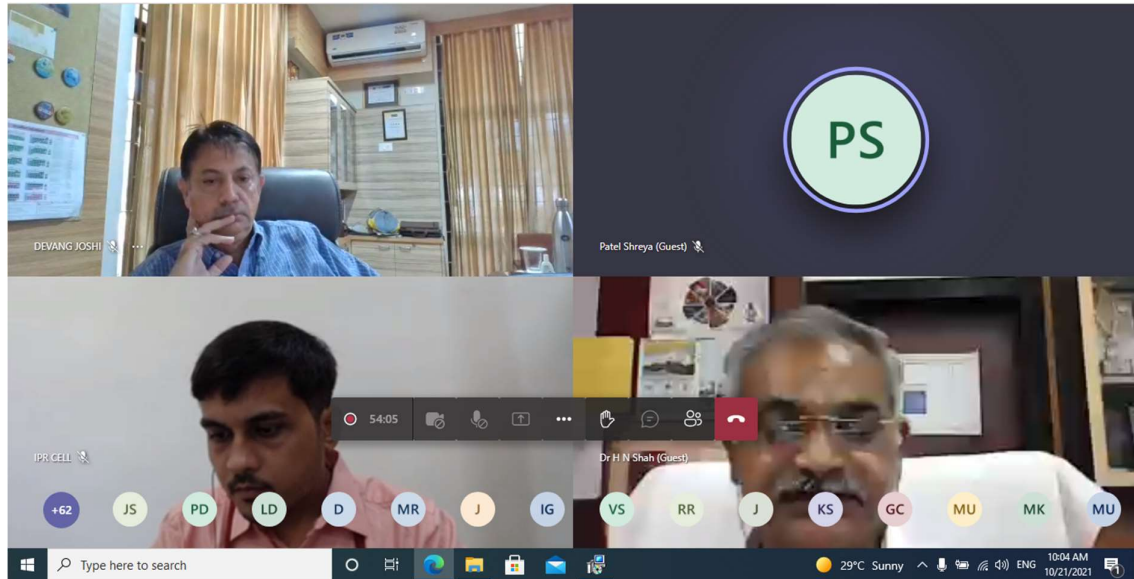 PS
DEVANG JOSHI
Patel Shreya (Guest)
54:05
IPR CELL
Dr H N Shah (Guest)
+62 JS PD LD D MR J IG VS RR J KS GC MU MK MU
Type here to search
29°C Sunny
ENG
10:04 AM
10/21/2021
1